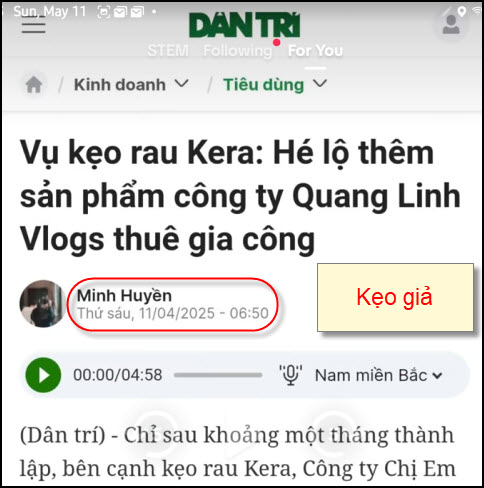 Sun, May 11
DÂN TRÍ
STEM Following For You
/ Kinh doanh / Tiêu dùng
Vụ kẹo rau Kera: Hé lộ thêm
sản phẩm công ty Quang Linh
Vlogs thuê gia công
Minh Huyền
Thứ sáu, 11/04/2025 - 06:50
Kẹo giả
00:00/04:58 Nam miền Bắc
(Dân trí) - Chỉ sau khoảng một tháng thành
lập, bên cạnh kẹo rau Kera, Công ty Chị Em